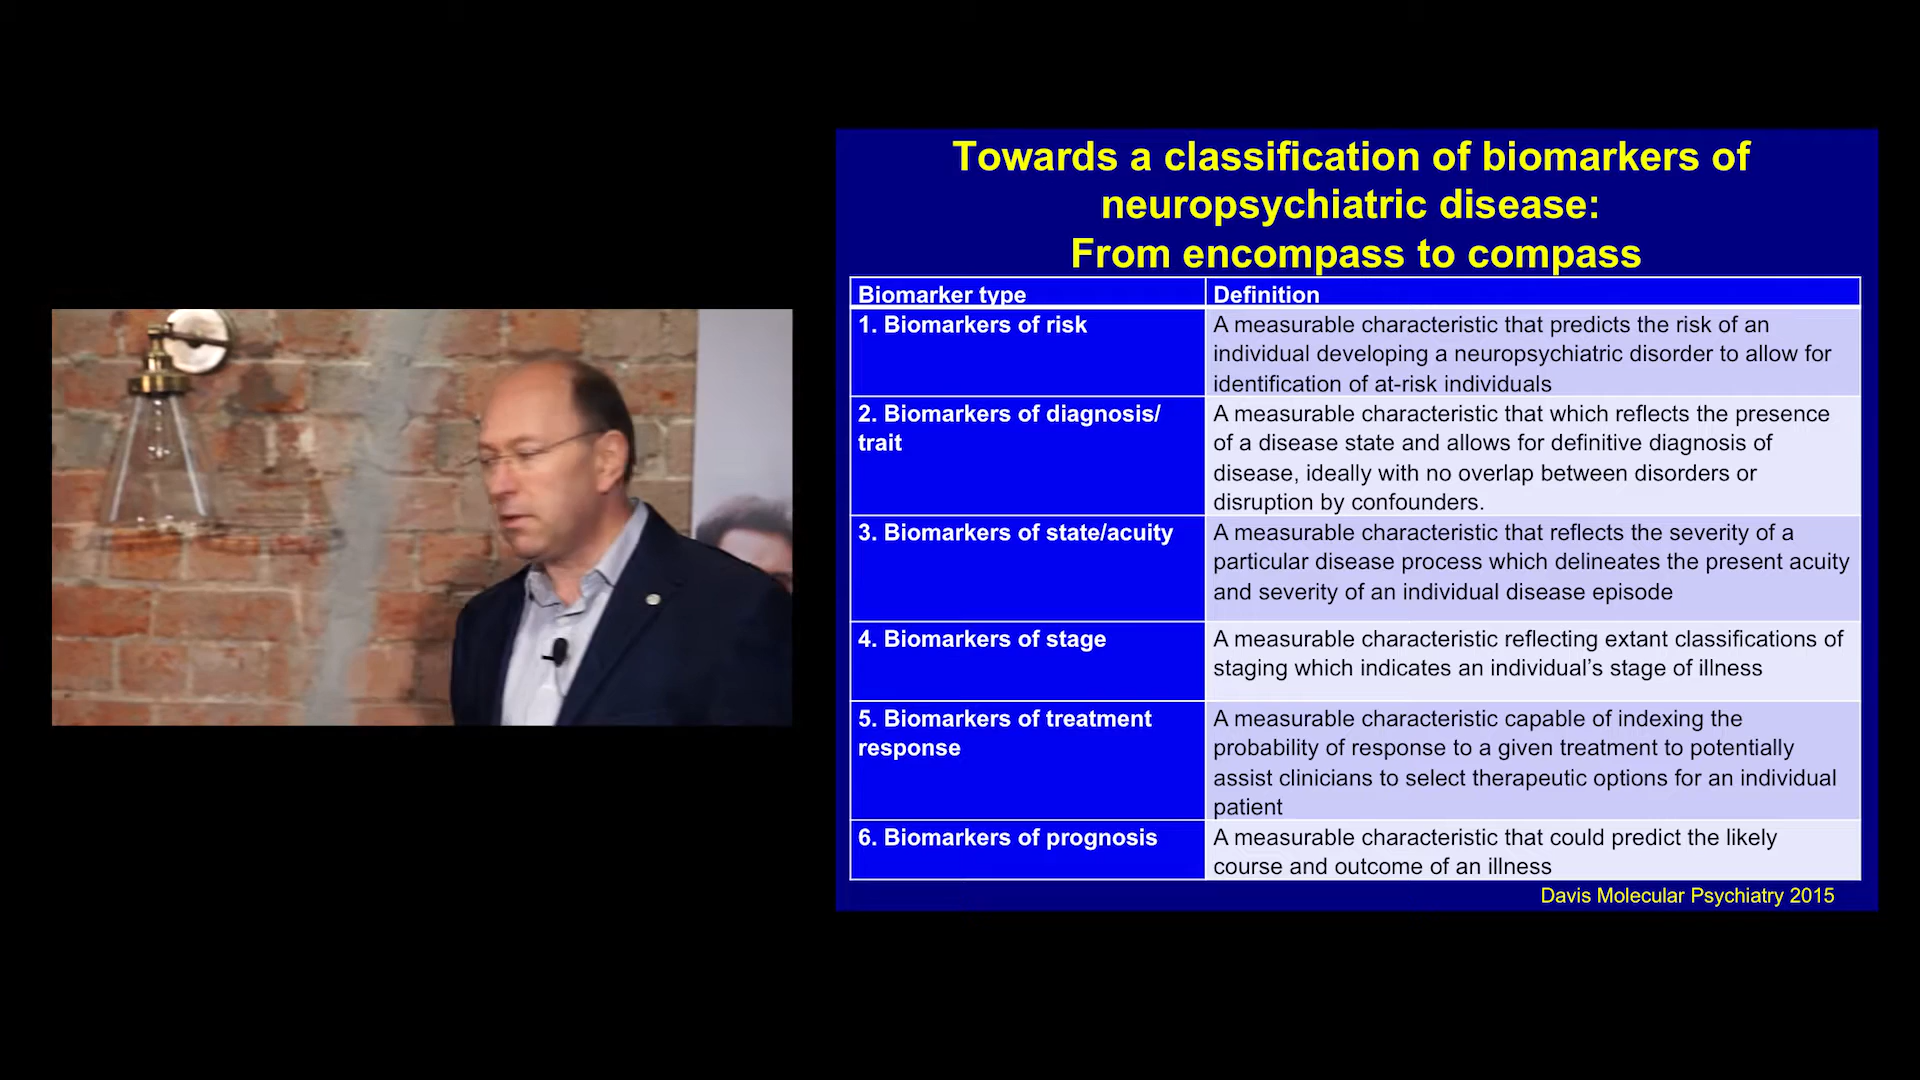 Towards a classification of biomarkers of
neuropsychiatric disease:
From encompass to compass
Biomarker type
Definition
1. Biomarkers of risk
A measurable characteristic that predicts the risk of an
individual developing a neuropsychiatric disorder to allow for
identification of at-risk individuals
2. Biomarkers of diagnosis/
trait
A measurable characteristic that which reflects the presence
of a disease state and allows for definitive diagnosis of
disease, ideally with no overlap between disorders or
disruption by confounders.
3. Biomarkers of state/acuity
A measurable characteristic that reflects the severity of a
particular disease process which delineates the present acuity
and severity of an individual disease episode
4. Biomarkers of stage
A measurable characteristic reflecting extant classifications of
staging which indicates an individual’s stage of illness
5. Biomarkers of treatment
response
A measurable characteristic capable of indexing the
probability of response to a given treatment to potentially
assist clinicians to select therapeutic options for an individual
patient
6. Biomarkers of prognosis
A measurable characteristic that could predict the likely
course and outcome of an illness
Davis Molecular Psychiatry 2015